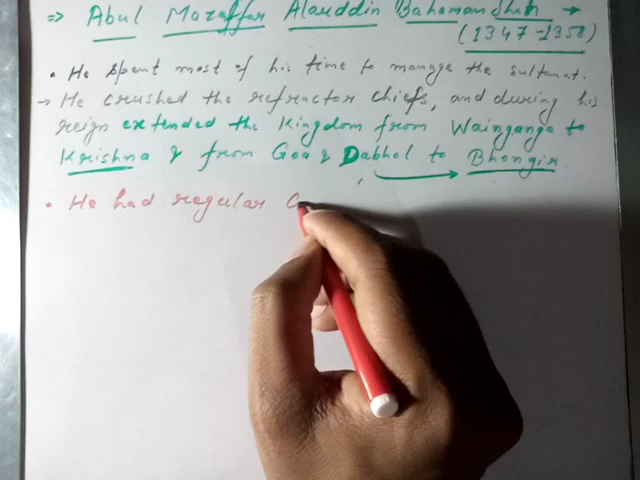 ⇒ Abul Mazaffar Alauddin Bahaman Shah →
(1347-1358)
• He spent most of his time to manage the sultanat.
→ He crushed the refractor chiefs, and during his
reign extended the Kingdom from Wainganga to
Krishna & from Goa & Dabhol to Bhongir.
• He had regular C